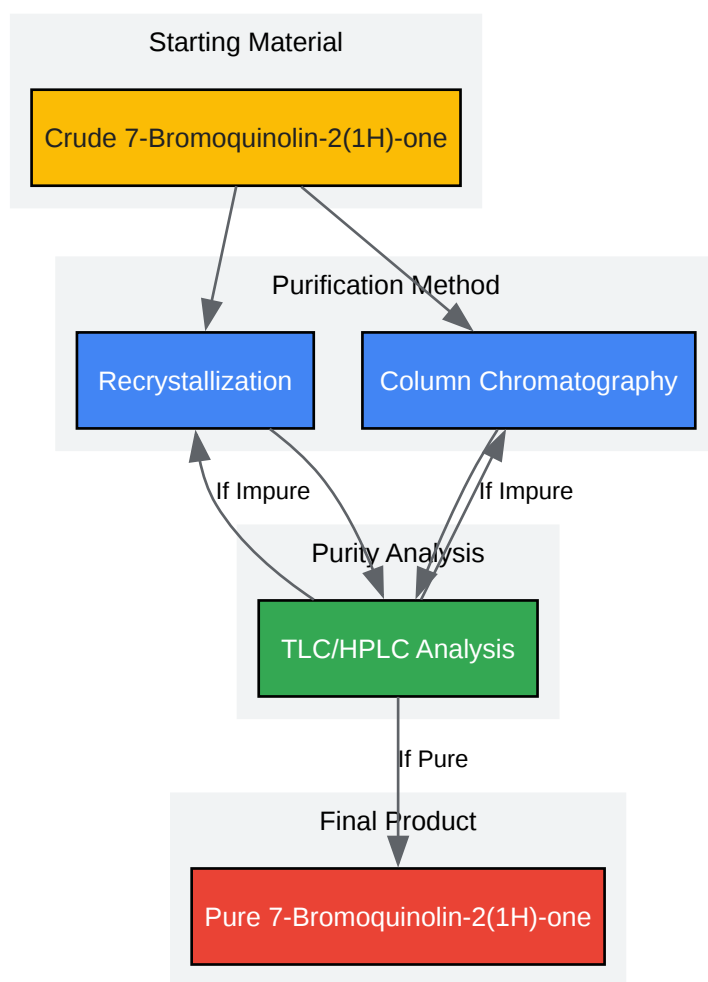 Starting Material
Crude 7-Bromoquinolin-2(1H)-one
Purification Method
Recrystallization
Column Chromatography
If Impure
If Impure
Purity Analysis
TLC/HPLC Analysis
If Pure
Final Product
Pure 7-Bromoquinolin-2(1H)-one